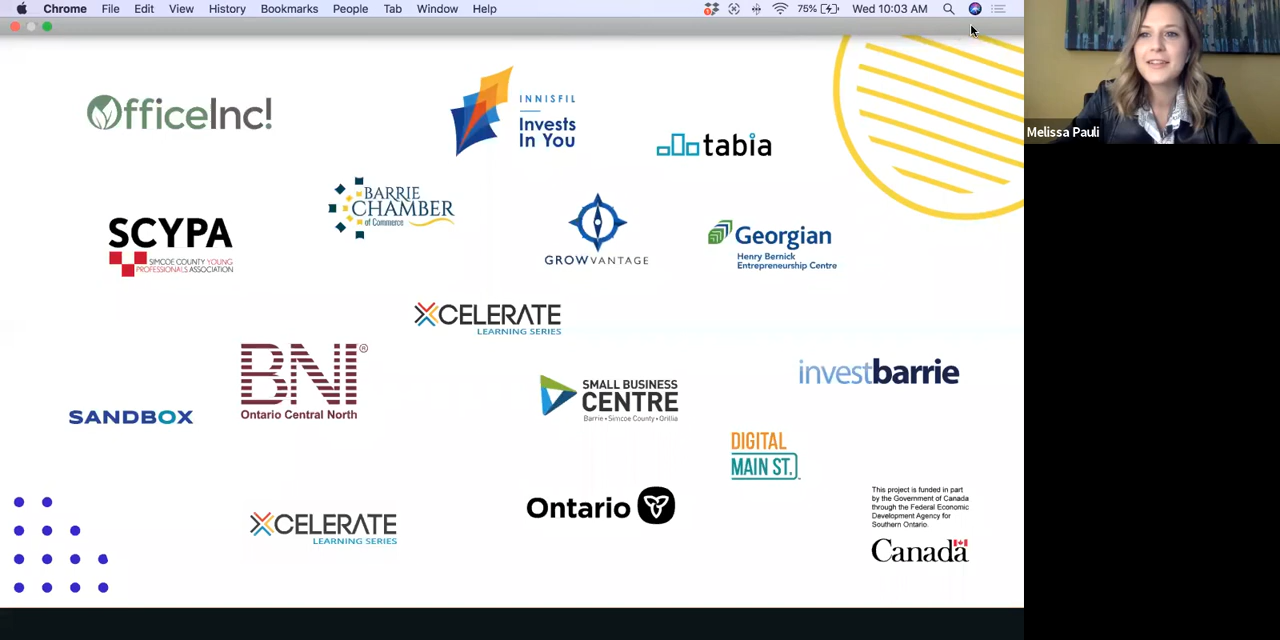 Chrome File Edit View History Bookmarks People Tab Window Help 75% Wed 10:03 AM
Melissa Pauli
OfficeInc!
INNISFIL
Invests
In You
tabia
BARRIE
CHAMBER
of Commerce
SCYPA
SIMCOE COUNTY YOUNG
PROFESSIONALS ASSOCIATION
GROWVANTAGE
Georgian
Henry Bernick
Entrepreneurship Centre
XCELERATE
LEARNING SERIES
BNI®
Ontario Central North
SMALL BUSINESS
CENTRE
Barrie • Simcoe County • Orillia
investbarrie
SANDBOX
DIGITAL
MAIN ST.
XCELERATE
LEARNING SERIES
Ontario
This project is funded in part
by the Government of Canada
through the Federal Economic
Development Agency for
Southern Ontario.
Canada